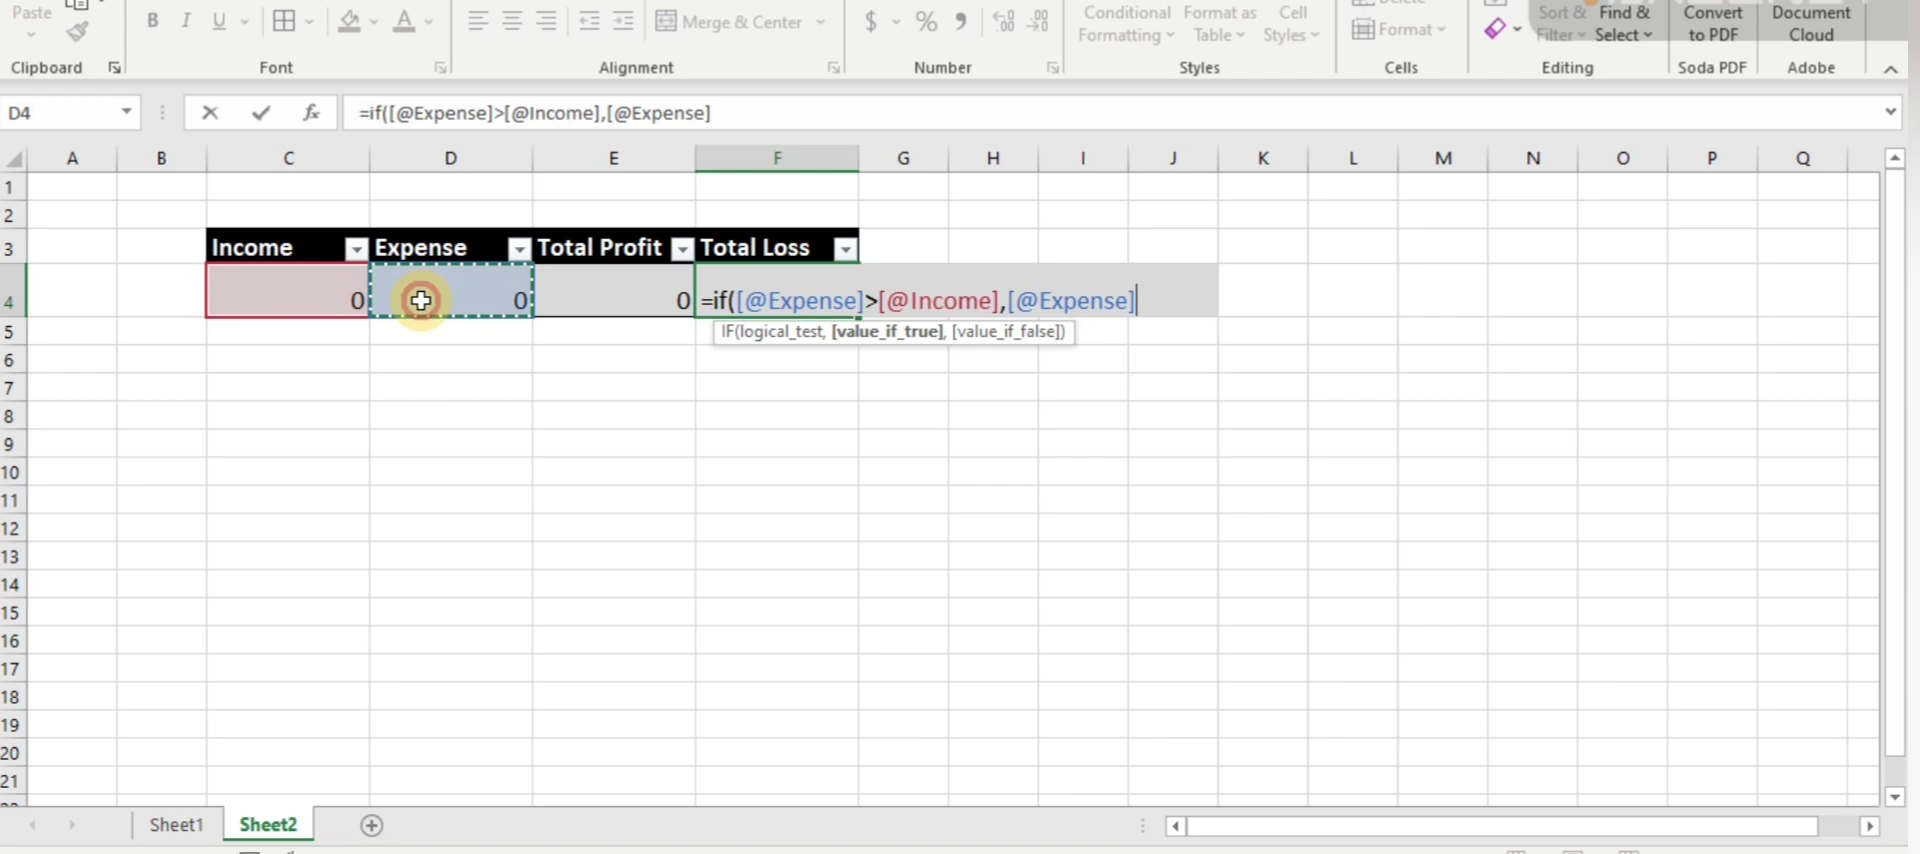 Paste
B I U
Merge & Center
$ % 9
Conditional Formatting
Format as Table
Cell Styles
Format
Sort & Filter
Find & Select
Convert to PDF
Document Cloud
Clipboard
Font
Alignment
Number
Styles
Cells
Editing
Soda PDF
Adobe
D4
fx
=if([@Expense]>[@Income],[@Expense]
A B C D E F G H I J K L M N O P Q
1
2
3 Income Expense Total Profit Total Loss
4 0 0 0 =if([@Expense]>[@Income],[@Expense]
IF(logical_test, [value_if_true], [value_if_false])
5
6
7
8
9
10
11
12
13
14
15
16
17
18
19
20
21
Sheet1 Sheet2